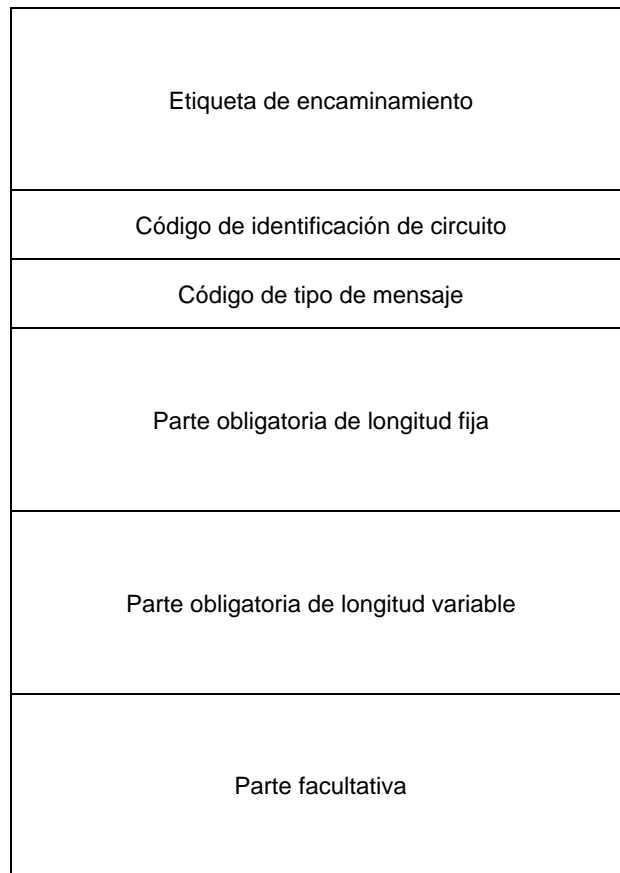 Etiqueta de encaminamiento
Código de identificación de circuito
Código de tipo de mensaje
Parte obligatoria de longitud fija
Parte obligatoria de longitud variable
Parte facultativa